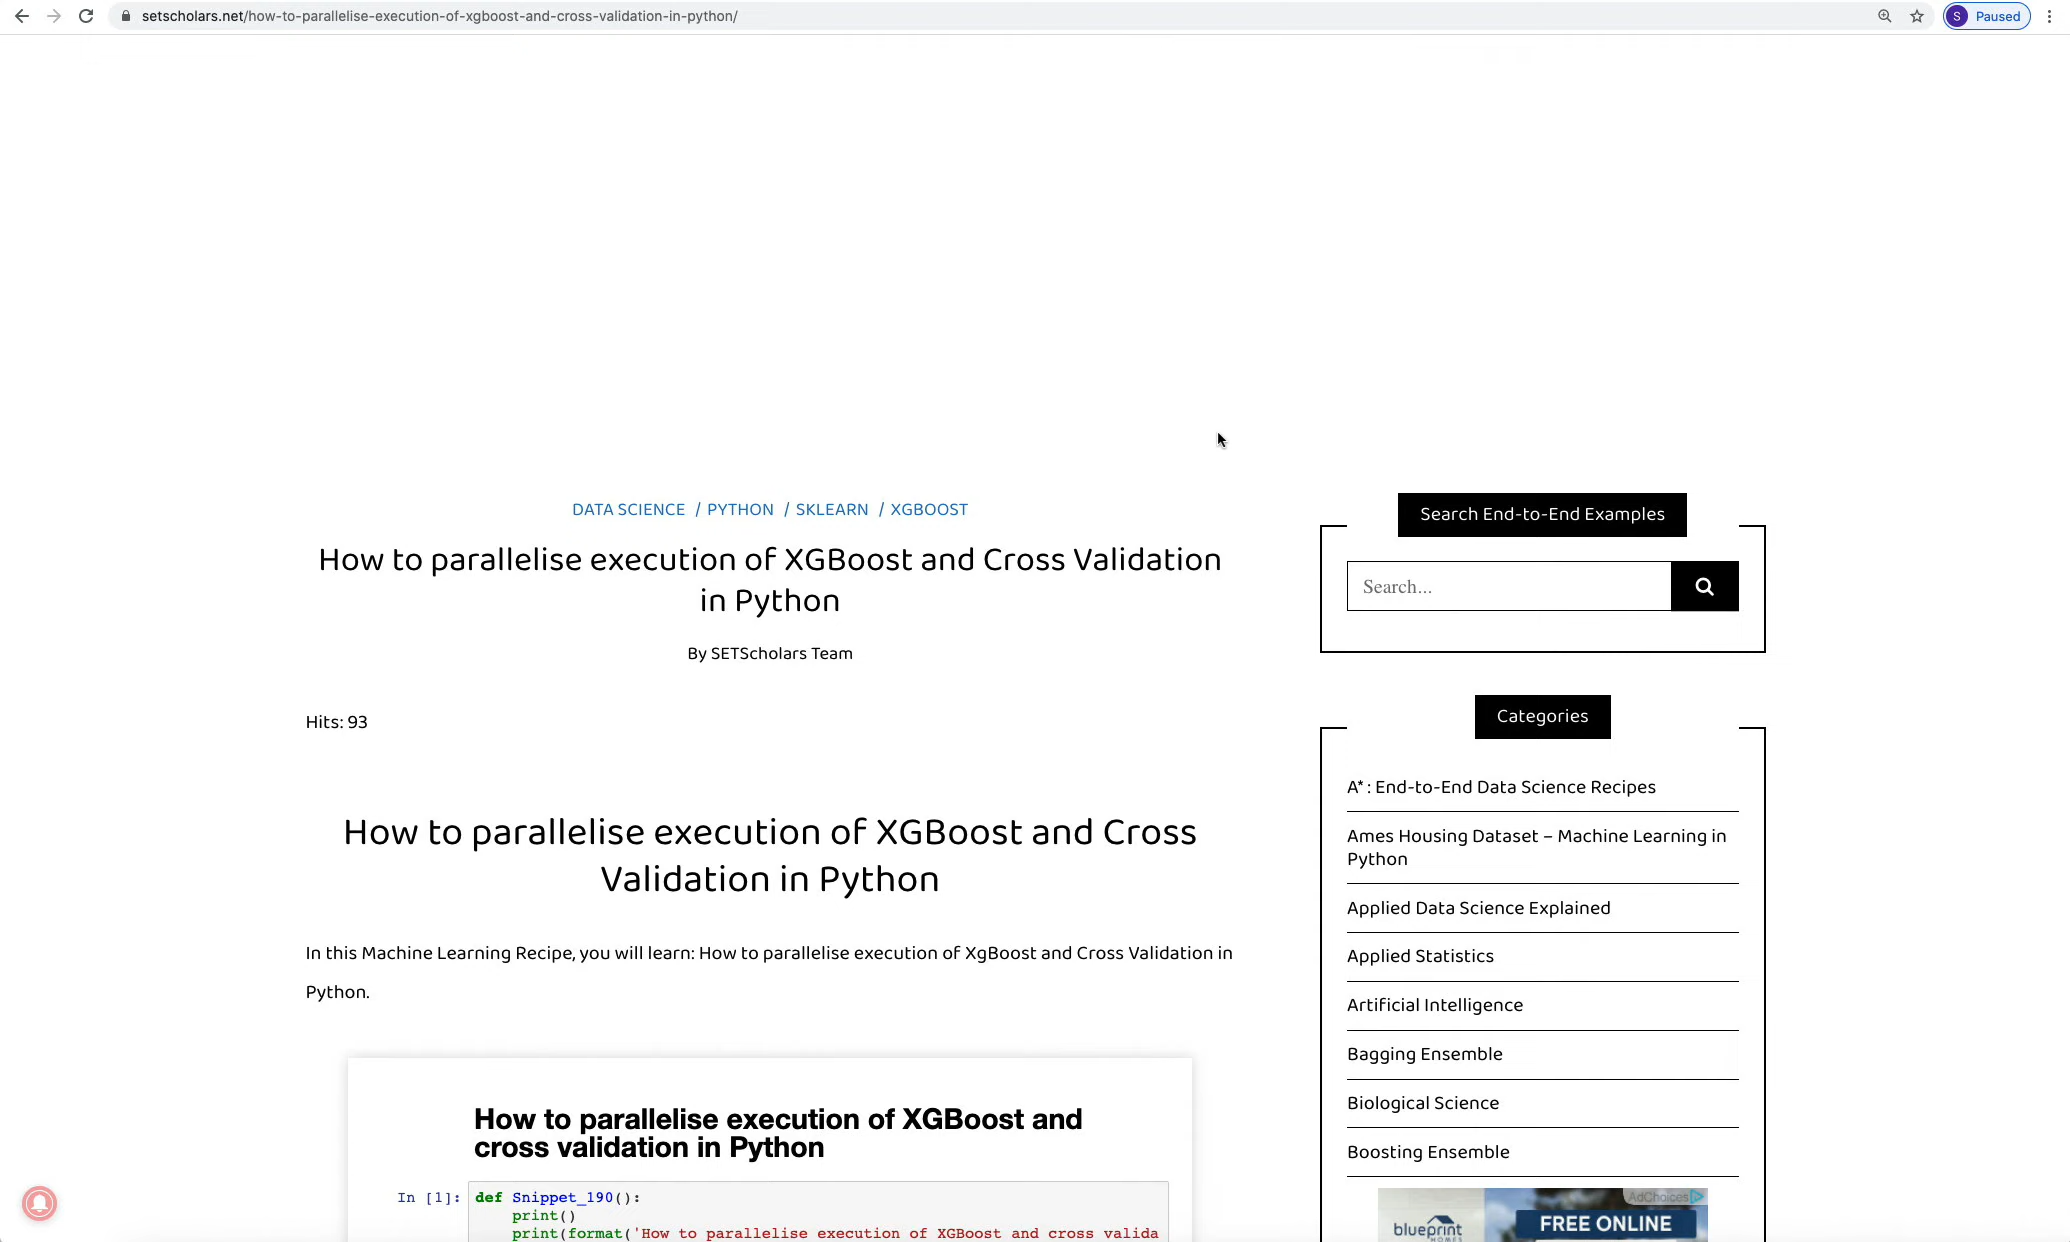 setscholars.net/how-to-parallelise-execution-of-xgboost-and-cross-validation-in-python/
S Paused
DATA SCIENCE / PYTHON / SKLEARN / XGBOOST
How to parallelise execution of XGBoost and Cross Validation
in Python
By SETScholars Team
Hits: 93
How to parallelise execution of XGBoost and Cross
Validation in Python
In this Machine Learning Recipe, you will learn: How to parallelise execution of XgBoost and Cross Validation in
Python.
How to parallelise execution of XGBoost and
cross validation in Python
In [1]: def Snippet_190():
print()
print(format('How to parallelise execution of XGBoost and cross valida
Search End-to-End Examples
Search...
Categories
A* : End-to-End Data Science Recipes
Ames Housing Dataset – Machine Learning in
Python
Applied Data Science Explained
Applied Statistics
Artificial Intelligence
Bagging Ensemble
Biological Science
Boosting Ensemble
AdChoices
blueprint
HOMES
FREE ONLINE